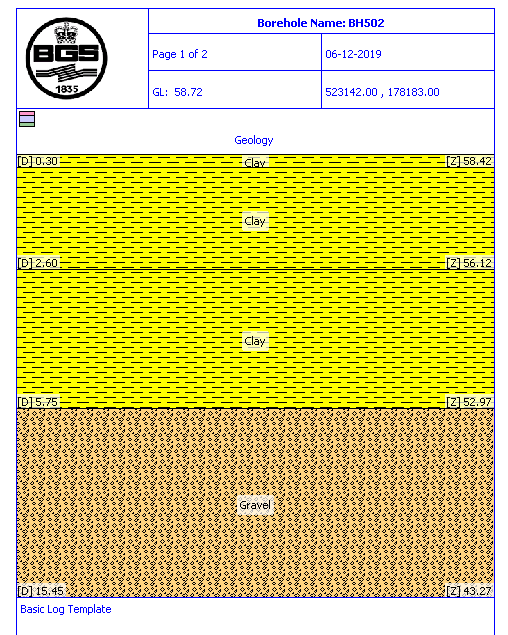 Borehole Name: BH502
BGS
1835
Page 1 of 2
06-12-2019
GL: 58.72
523142.00 , 178183.00
Geology
[D] 0.30 Clay [Z] 58.42
Clay
[D] 2.60 [Z] 56.12
Clay
[D] 5.75 [Z] 52.97
Gravel
[D] 15.45 [Z] 43.27
Basic Log Template